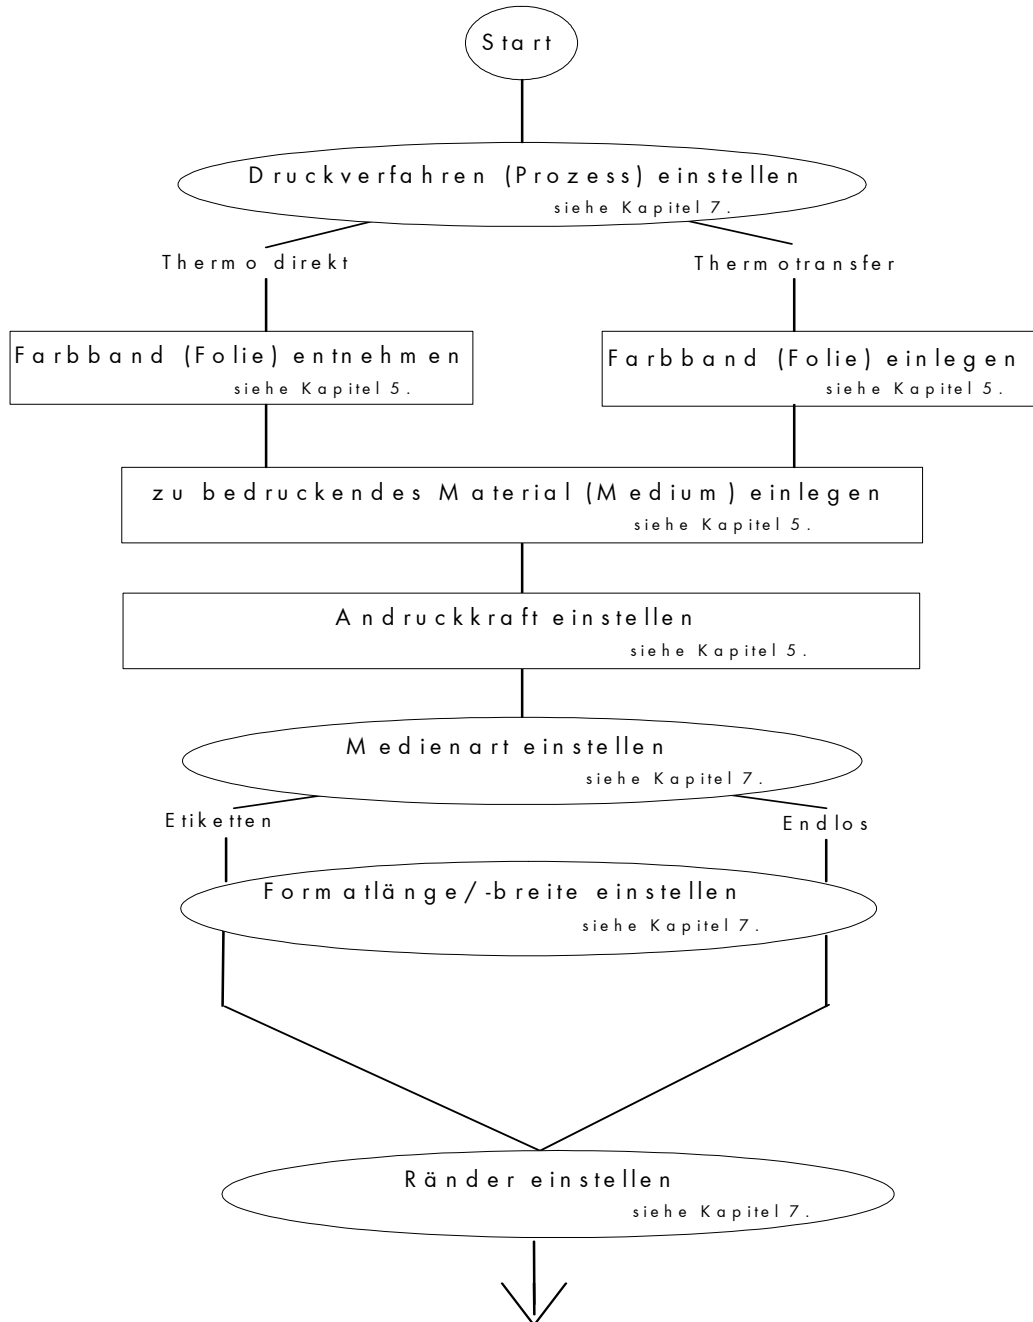 Start
Druckverfahren (Prozess) einstellen
siehe Kapitel 7.
Thermo direkt
Thermotransfer
Farbband (Folie) entnehmen
siehe Kapitel 5.
Farbband (Folie) einlegen
siehe Kapitel 5.
zu bedruckendes Material (Medium) einlegen
siehe Kapitel 5.
Andruckkraft einstellen
siehe Kapitel 5.
Medienart einstellen
siehe Kapitel 7.
Etiketten
Endlos
Formatlänge/-breite einstellen
siehe Kapitel 7.
Ränder einstellen
siehe Kapitel 7.